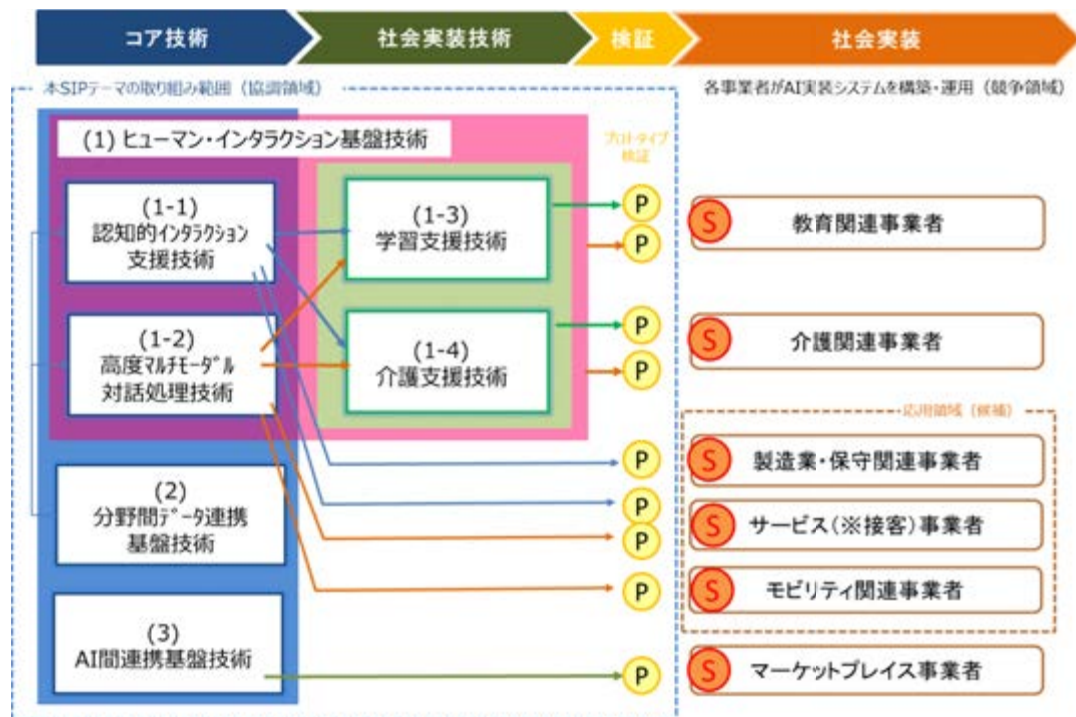 コア技術
社会実装技術
検証
社会実装
本SIPテーマの取り組み範囲(協調領域)
各事業者がAI実装システムを構築・運用(競争領域)
(1) ヒューマン・インタラクション基盤技術
プロトタイプ
検証
(1-1)
認知的インタラクション
支援技術
(1-3)
学習支援技術
P
P
S
教育関連事業者
(1-2)
高度マルチモーダル
対話処理技術
(1-4)
介護支援技術
P
P
S
介護関連事業者
応用領域(候補)
P
S
製造業・保守関連事業者
(2)
分野間データ連携
基盤技術
P
P
S
サービス(※接客)事業者
P
S
モビリティ関連事業者
(3)
AI間連携基盤技術
P
S
マーケットプレイス事業者